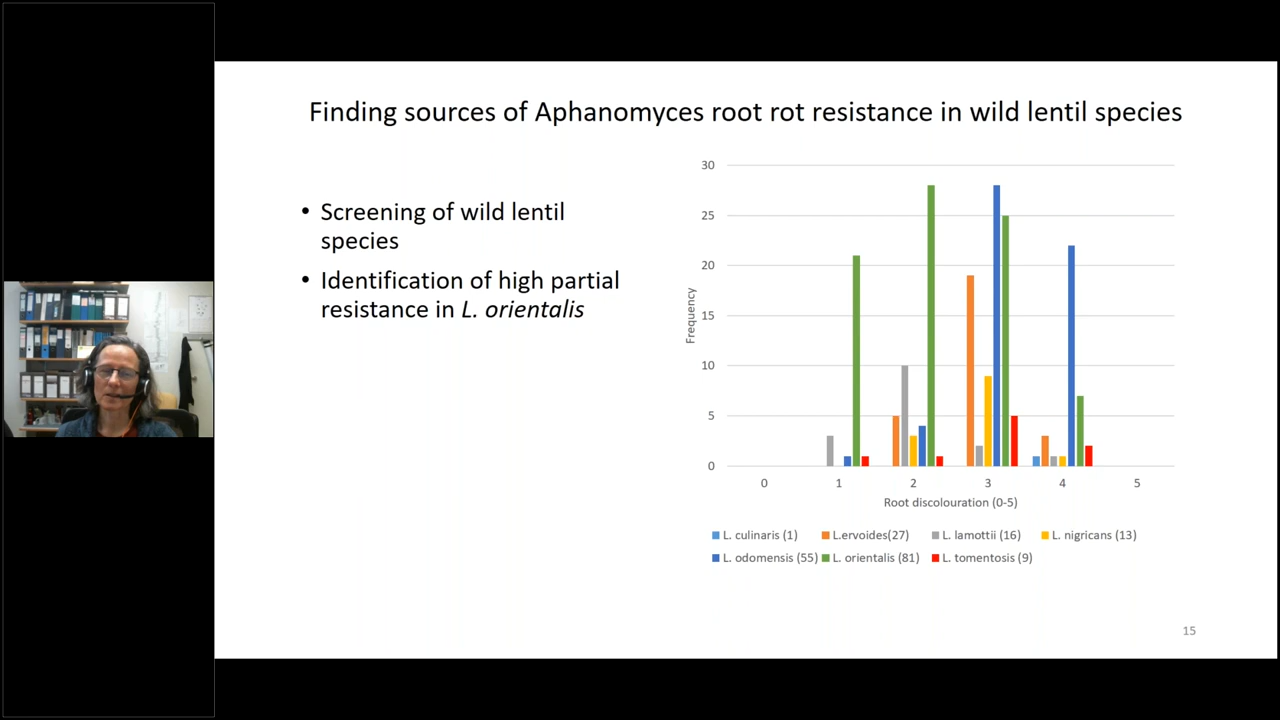 Finding sources of Aphanomyces root rot resistance in wild lentil species
• Screening of wild lentil
species
• Identification of high partial
resistance in L. orientalis
30
25
20
15
10
5
0
Frequency
0 1 2 3 4 5
Root discolouration (0-5)
L. culinaris (1) L.ervoides(27) L. lamottii (16) L. nigricans (13)
L. odomensis (55) L. orientalis (81) L. tomentosis (9)
15